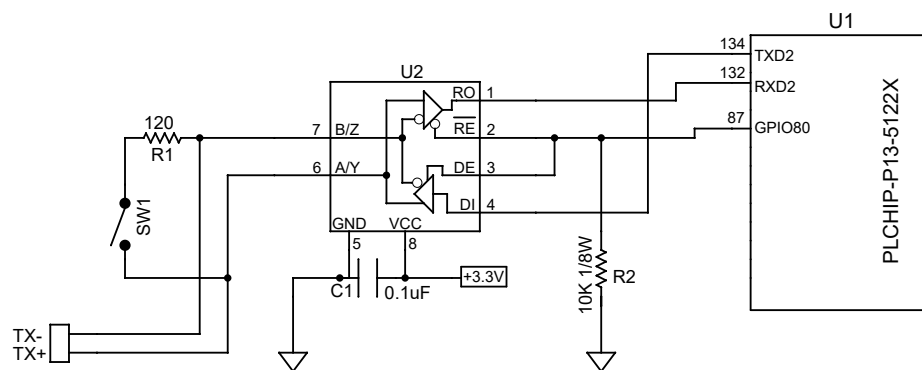 U1
134
TXD2
132
RXD2
87
GPIO80
PLCHIP-P13-5122X
U2
RO
1
RE
2
DE
3
DI
4
7
B/Z
6
A/Y
GND
VCC
5
8
120
R1
SW1
C1
0.1uF
+3.3V
10K 1/8W
R2
TX-
TX+